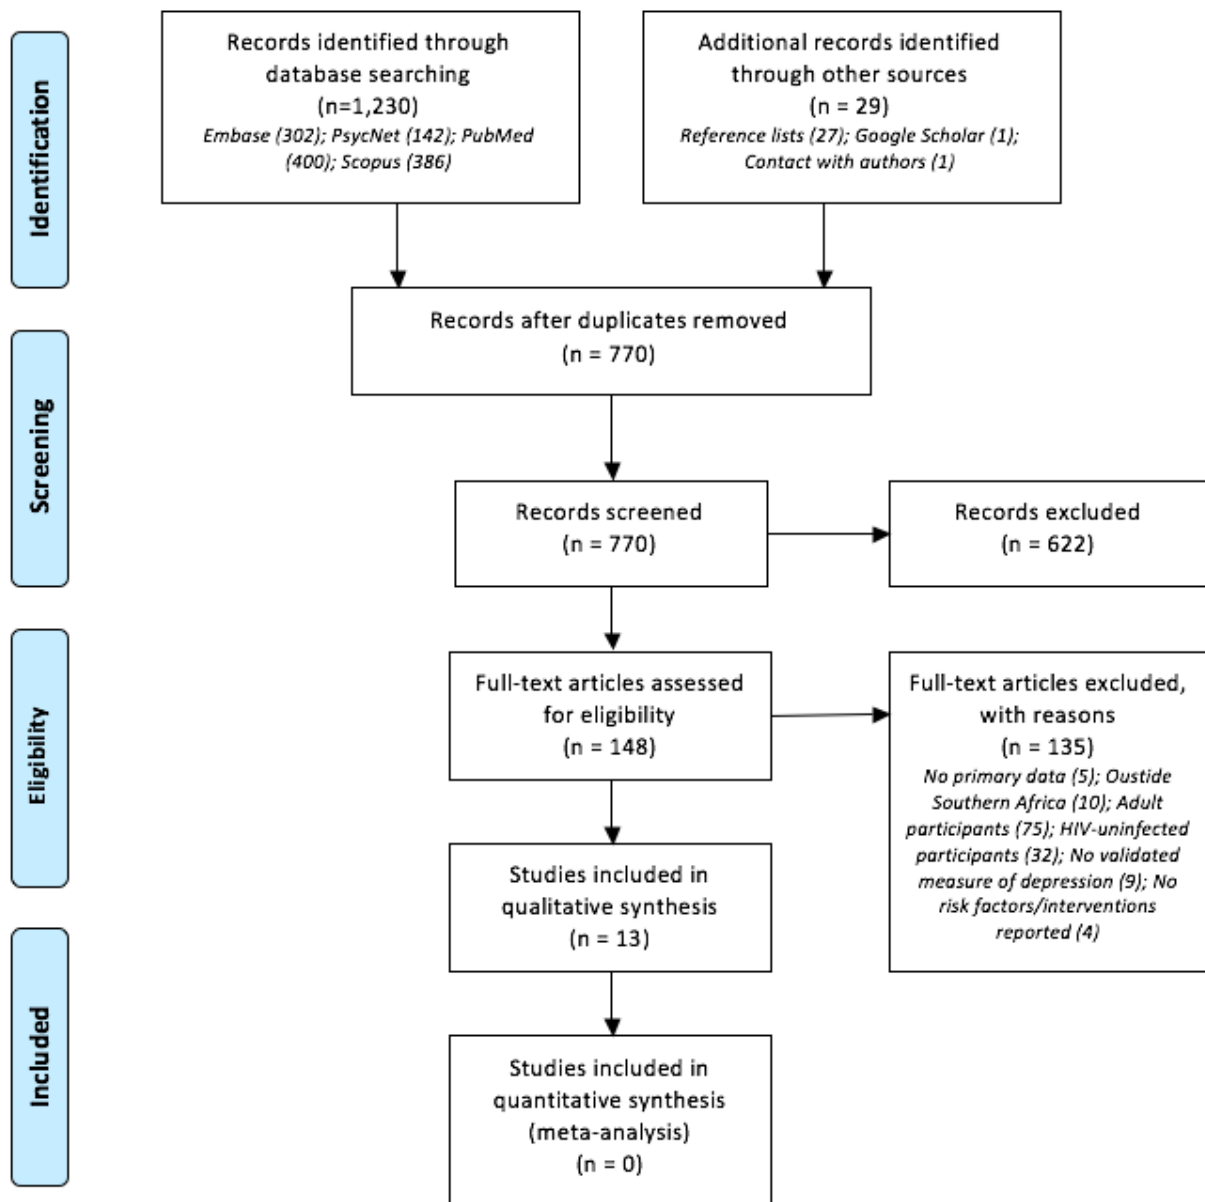 Identification
Records identified through
database searching
(n=1,230)
Embase (302); PsycNet (142); PubMed
(400); Scopus (386)
Additional records identified
through other sources
(n = 29)
Reference lists (27); Google Scholar (1);
Contact with authors (1)
Records after duplicates removed
(n = 770)
Screening
Records screened
(n = 770)
Records excluded
(n = 622)
Eligibility
Full-text articles assessed
for eligibility
(n = 148)
Full-text articles excluded,
with reasons
(n = 135)
No primary data (5); Oustide
Southern Africa (10); Adult
participants (75); HIV-uninfected
participants (32); No validated
measure of depression (9); No
risk factors/interventions
reported (4)
Studies included in
qualitative synthesis
(n = 13)
Included
Studies included in
quantitative synthesis
(meta-analysis)
(n = 0)